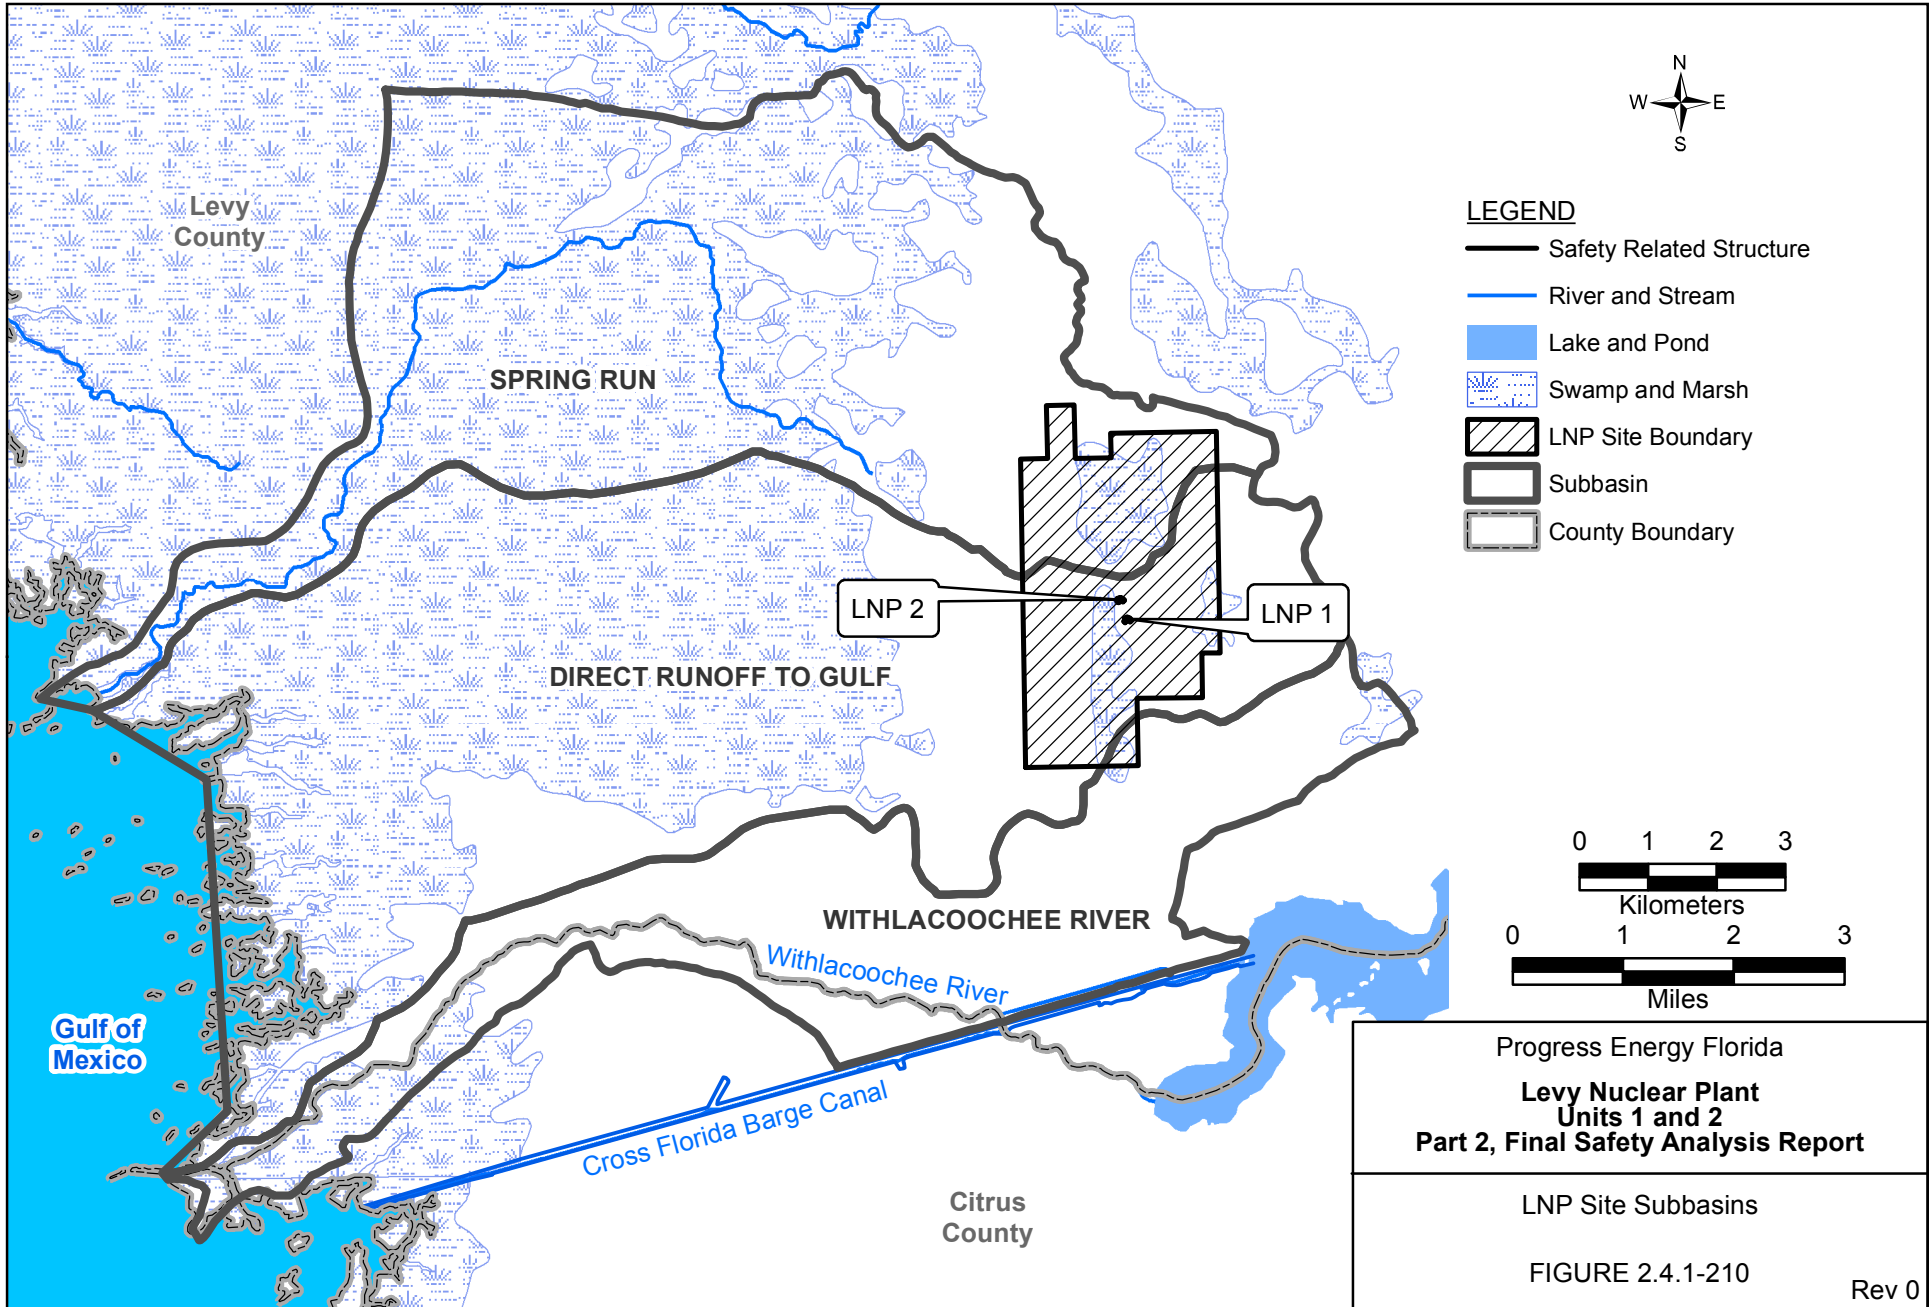 N
W E
S
LEGEND
Safety Related Structure
River and Stream
Lake and Pond
Swamp and Marsh
LNP Site Boundary
Subbasin
County Boundary
Levy
County
SPRING RUN
LNP 2
LNP 1
DIRECT RUNOFF TO GULF
WITHLACOOCHEE RIVER
Withlacoochee River
Gulf of
Mexico
Cross Florida Barge Canal
Citrus
County
0 1 2 3
Kilometers
0 1 2 3
Miles
Progress Energy Florida
Levy Nuclear Plant
Units 1 and 2
Part 2, Final Safety Analysis Report
LNP Site Subbasins
FIGURE 2.4.1-210
Rev 0